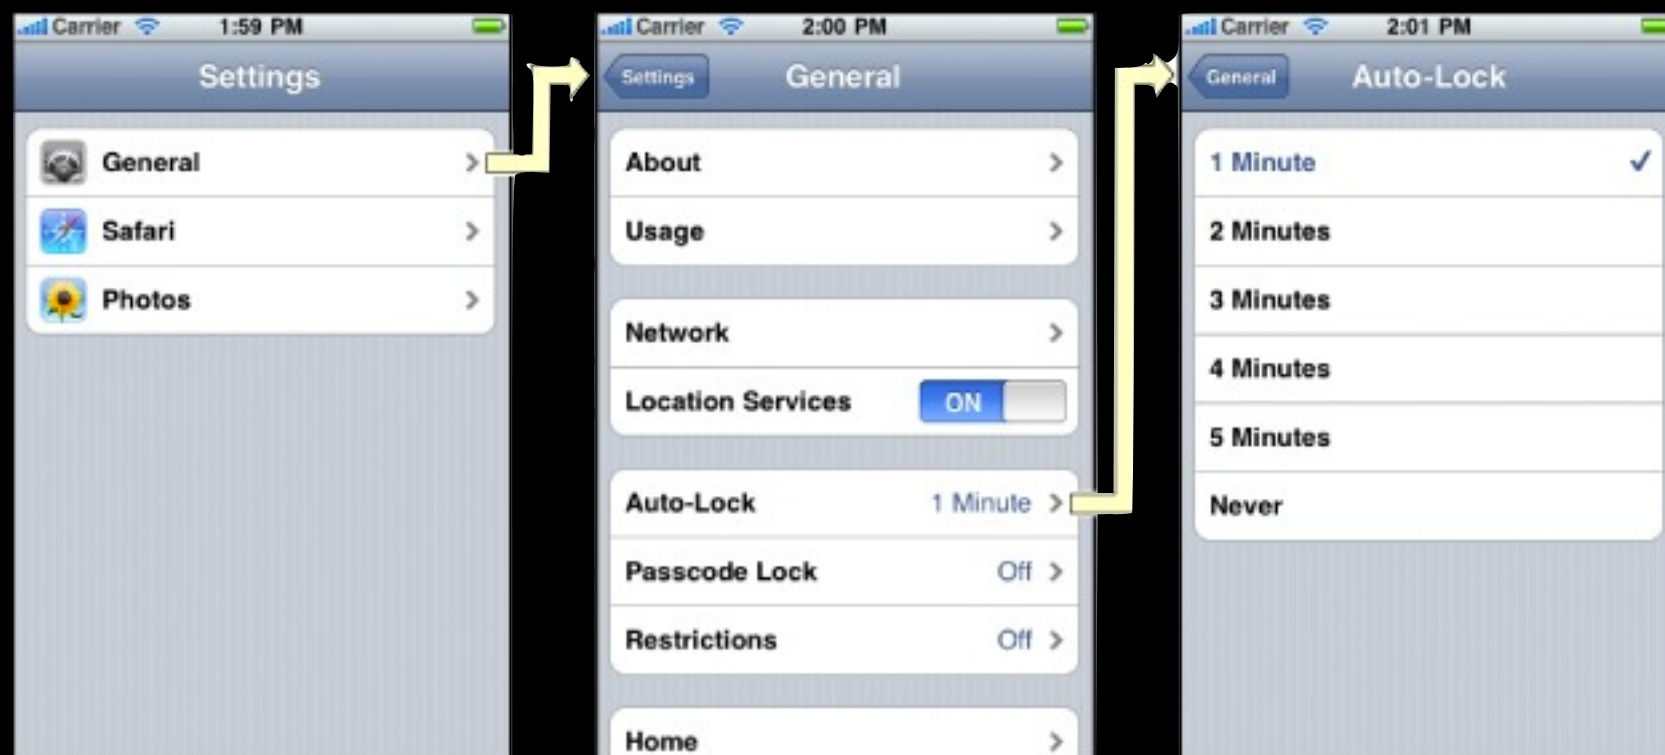 Carrier 1:59 PM
Settings
General
Safari
Photos
Carrier 2:00 PM
Settings General
About
Usage
Network
Location Services ON
Auto-Lock 1 Minute
Passcode Lock Off
Restrictions Off
Home
Carrier 2:01 PM
General Auto-Lock
1 Minute
2 Minutes
3 Minutes
4 Minutes
5 Minutes
Never